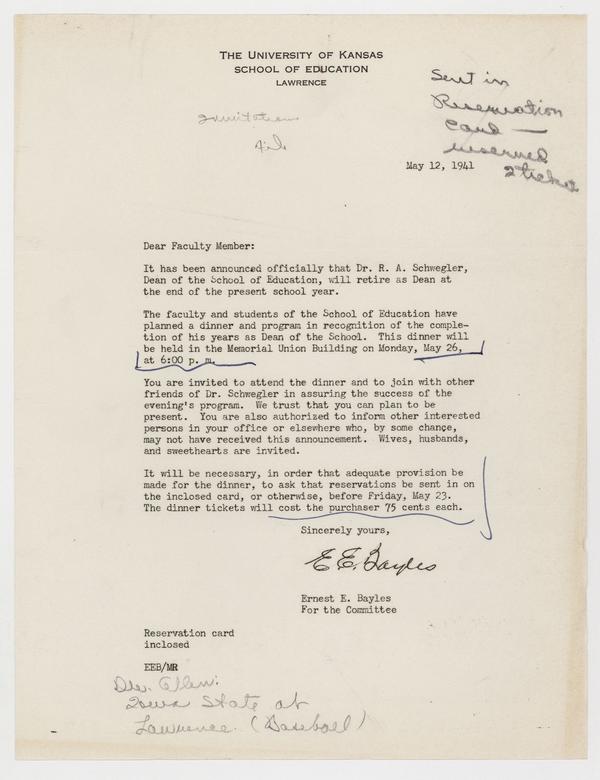 THE UNIVERSITY OF KANSAS
SCHOOL OF EDUCATION
LAWRENCE
Sent in
Reservation
Card —
reserved
2 tickets
May 12, 1941
Dear Faculty Member:
It has been announced officially that Dr. R. A. Schwegler,
Dean of the School of Education, will retire as Dean at
the end of the present school year.
The faculty and students of the School of Education have
planned a dinner and program in recognition of the comple-
tion of his years as Dean of the School. This dinner will
be held in the Memorial Union Building on Monday, May 26,
at 6:00 p. m.
You are invited to attend the dinner and to join with other
friends of Dr. Schwegler in assuring the success of the
evening's program. We trust that you can plan to be
present. You are also authorized to inform other interested
persons in your office or elsewhere who, by some change,
may not have received this announcement. Wives, husbands,
and sweethearts are invited.
It will be necessary, in order that adequate provision be
made for the dinner, to ask that reservations be sent in on
the inclosed card, or otherwise, before Friday, May 23.
The dinner tickets will cost the purchaser 75 cents each.
Sincerely yours,
E. E. Bayles
Ernest E. Bayles
For the Committee
Reservation card
inclosed
EEB/MR
Dr. Allen:
Iowa State at
Lawrence. (Baseball)